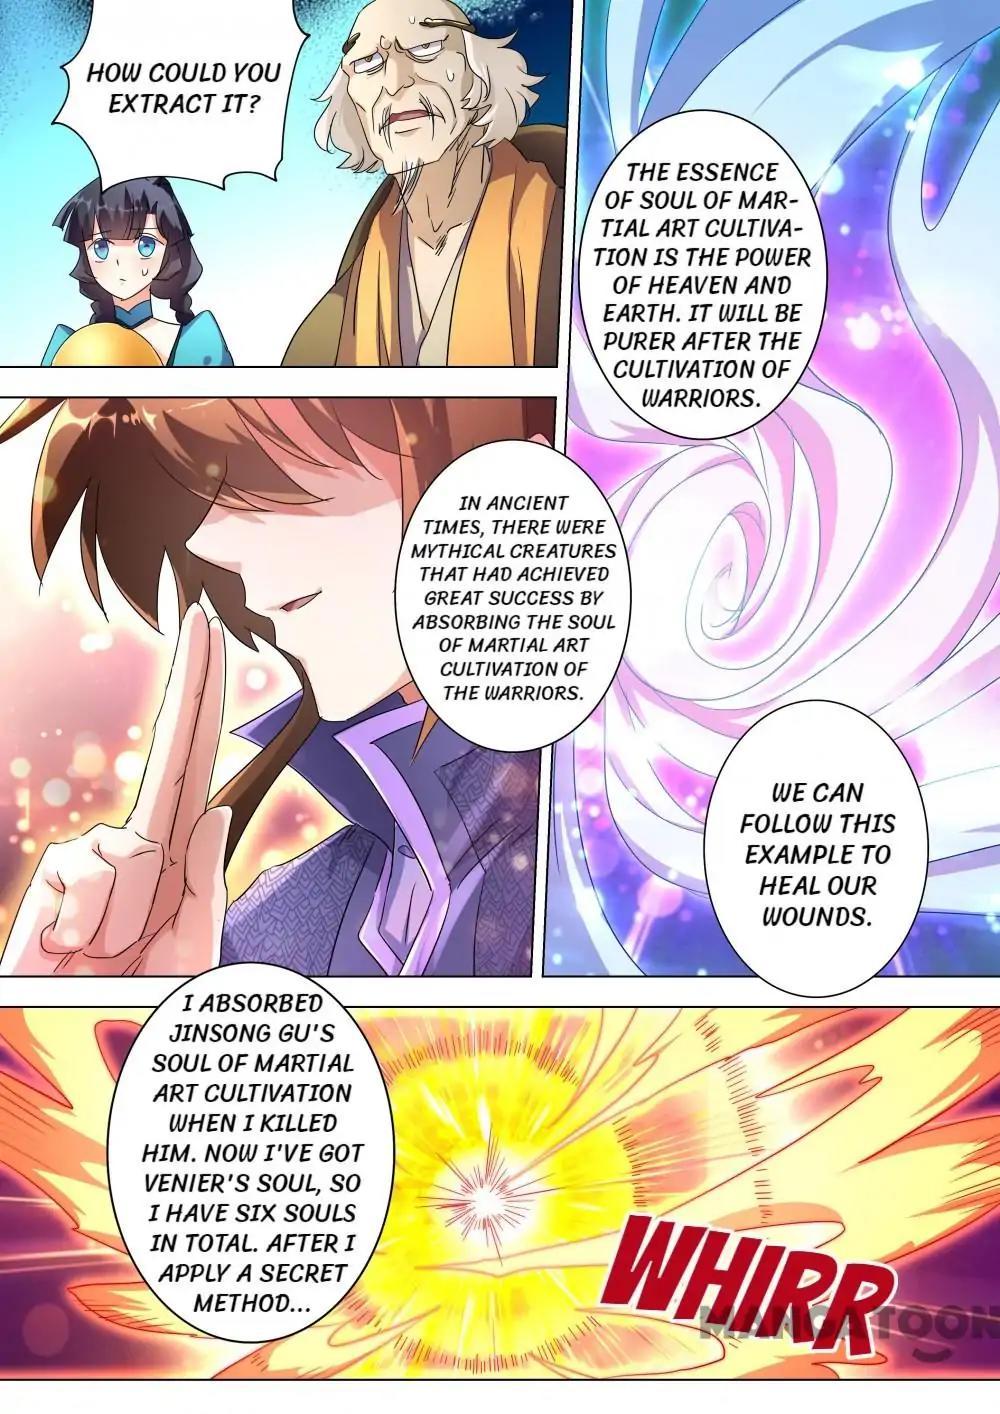 HOW COULD YOU
EXTRACT IT?
THE ESSENCE
OF SOUL OF MAR-
TIAL ART CULTIVA-
TION IS THE POWER
OF HEAVEN AND
EARTH. IT WILL BE
PURER AFTER THE
CULTIVATION OF
WARRIORS.
IN ANCIENT
TIMES, THERE WERE
MYTHICAL CREATURES
THAT HAD ACHIEVED
GREAT SUCCESS BY
ABSORBING THE SOUL
OF MARTIAL ART
CULTIVATION OF
THE WARRIORS.
WE CAN
FOLLOW THIS
EXAMPLE TO
HEAL OUR
WOUNDS.
I ABSORBED
JINSONG GU'S
SOUL OF MARTIAL
ART CULTIVATION
WHEN I KILLED
HIM. NOW I'VE GOT
VENIER'S SOUL, SO
I HAVE SIX SOULS
IN TOTAL. AFTER I
APPLY A SECRET
METHOD...
WHIRR
MANGATOON